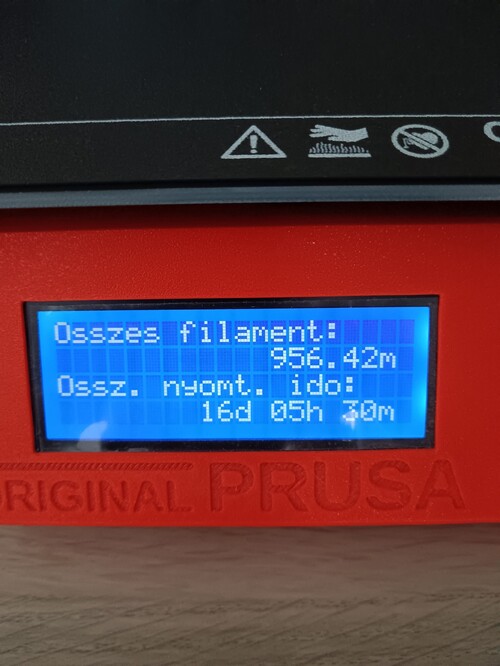 Osszes filament:
956.42m
Ossz. nyomt. ido:
16d 05h 30m
ORIGINAL PRUSA